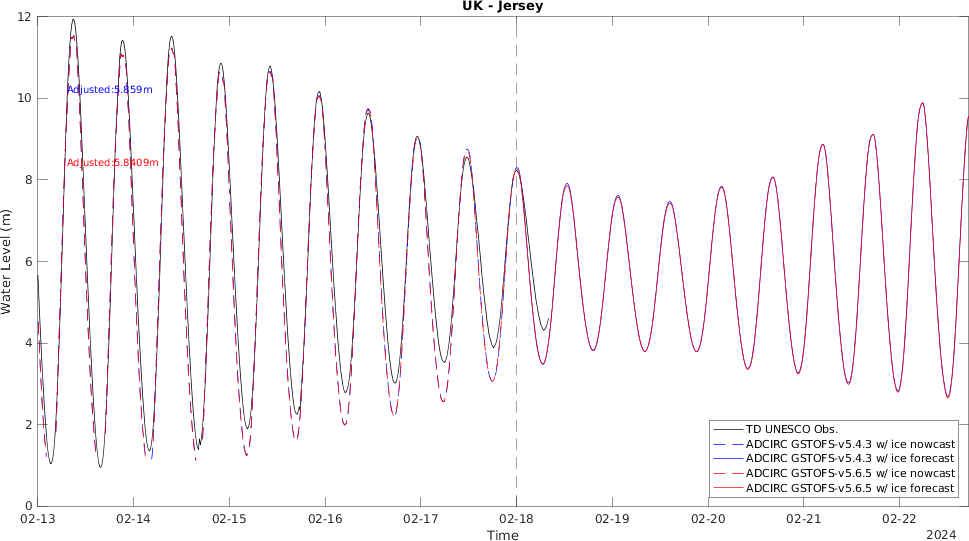 UK - Jersey
12
10
8
6
4
2
0
Water Level (m)
Adjusted:5.859m
Adjusted:5.8409m
TD UNESCO Obs.
ADCIRC GSTOFS-v5.4.3 w/ ice nowcast
ADCIRC GSTOFS-v5.4.3 w/ ice forecast
ADCIRC GSTOFS-v5.6.5 w/ ice nowcast
ADCIRC GSTOFS-v5.6.5 w/ ice forecast
02-13 02-14 02-15 02-16 02-17 02-18 02-19 02-20 02-21 02-22
Time
2024